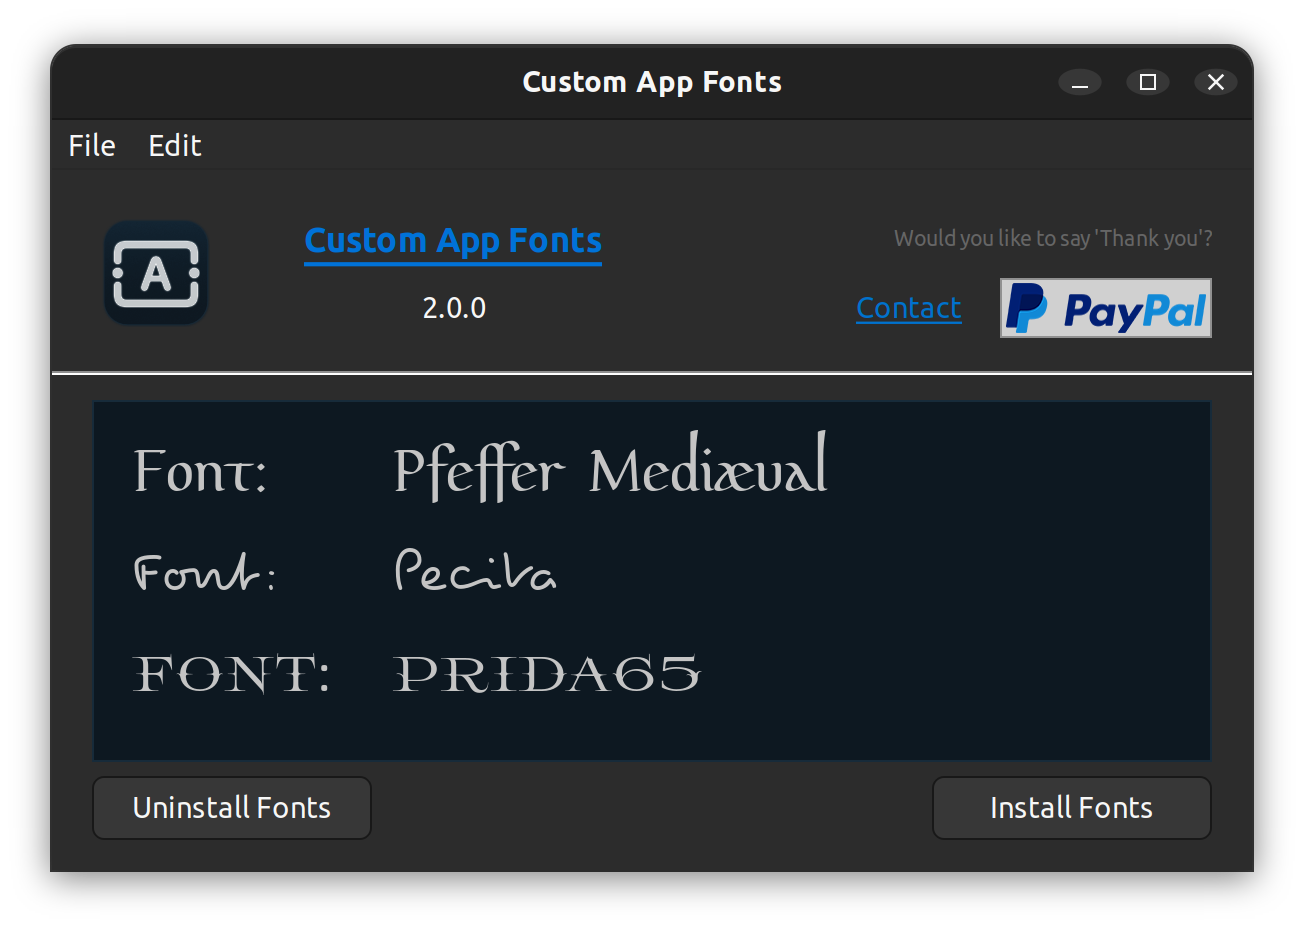 Custom App Fonts
File Edit
A
Custom App Fonts
Would you like to say 'Thank you'?
2.0.0
Contact
PayPal
Font: Pfeffer Mediæval
Font: Pecita
FONT: PRIDA65
Uninstall Fonts
Install Fonts